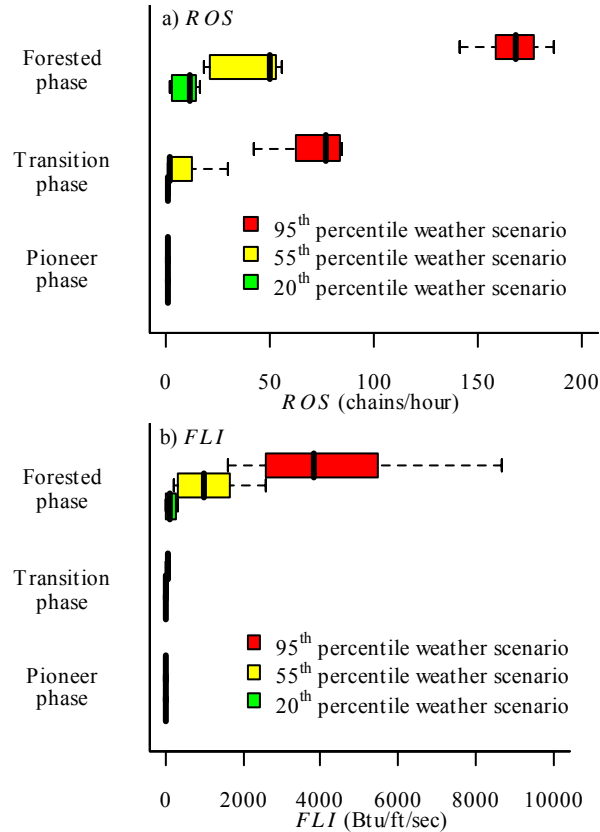 a) ROS
Forested
phase
Transition
phase
Pioneer
phase
95th percentile weather scenario
55th percentile weather scenario
20th percentile weather scenario
0 50 100 150 200
ROS (chains/hour)
b) FLI
Forested
phase
Transition
phase
Pioneer
phase
95th percentile weather scenario
55th percentile weather scenario
20th percentile weather scenario
0 2000 4000 6000 8000 10000
FLI (Btu/ft/sec)